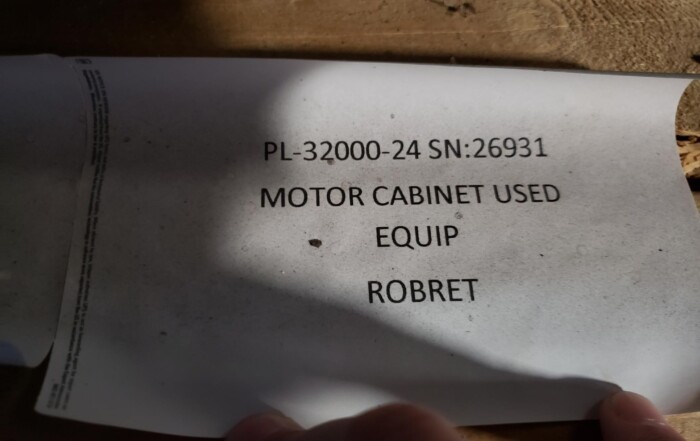 PL-32000-24 SN:26931
MOTOR CABINET USED
EQUIP
ROBRET